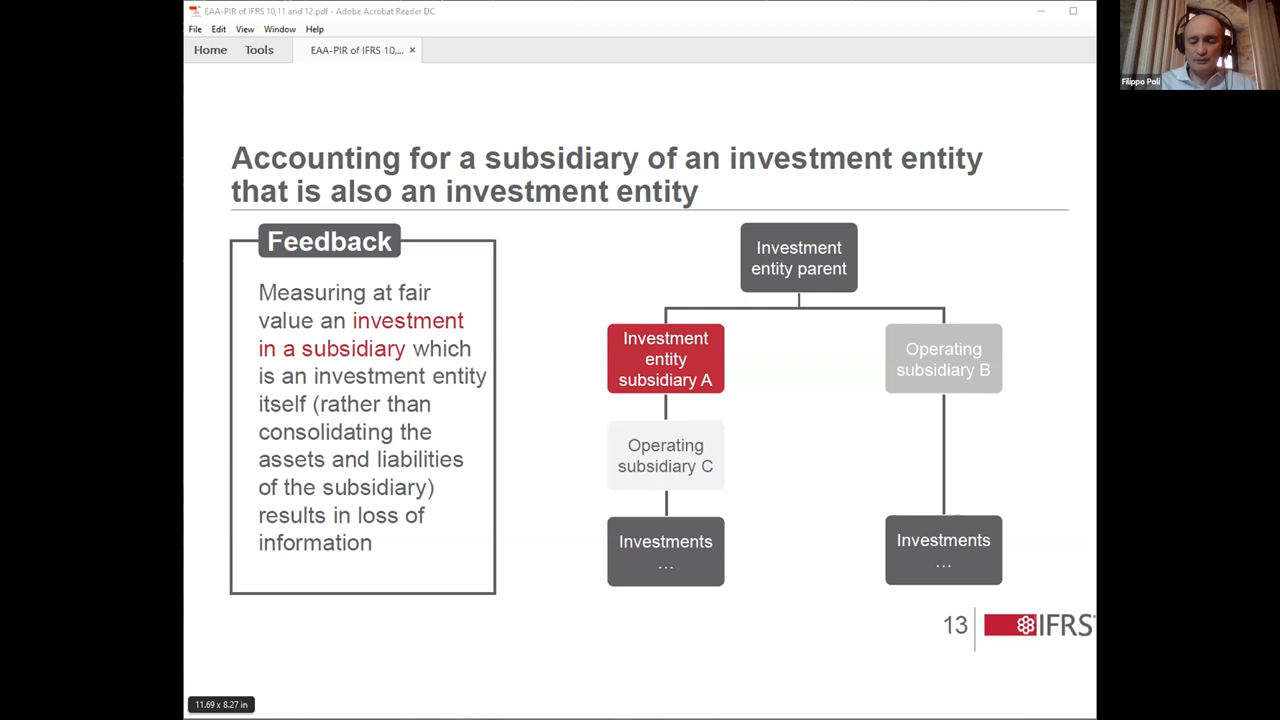 EAA-PIR of IFRS 10,11 and 12.pdf - Adobe Acrobat Reader DC
File Edit View Window Help
Home Tools EAA-PIR of IFRS 10,... ×
Filippo Poli
Accounting for a subsidiary of an investment entity
that is also an investment entity
Feedback
Measuring at fair
value an investment
in a subsidiary which
is an investment entity
itself (rather than
consolidating the
assets and liabilities
of the subsidiary)
results in loss of
information
Investment
entity parent
Investment
entity
subsidiary A
Operating
subsidiary B
Operating
subsidiary C
Investments
...
Investments
...
13
IFRS
11.69 x 8.27 in